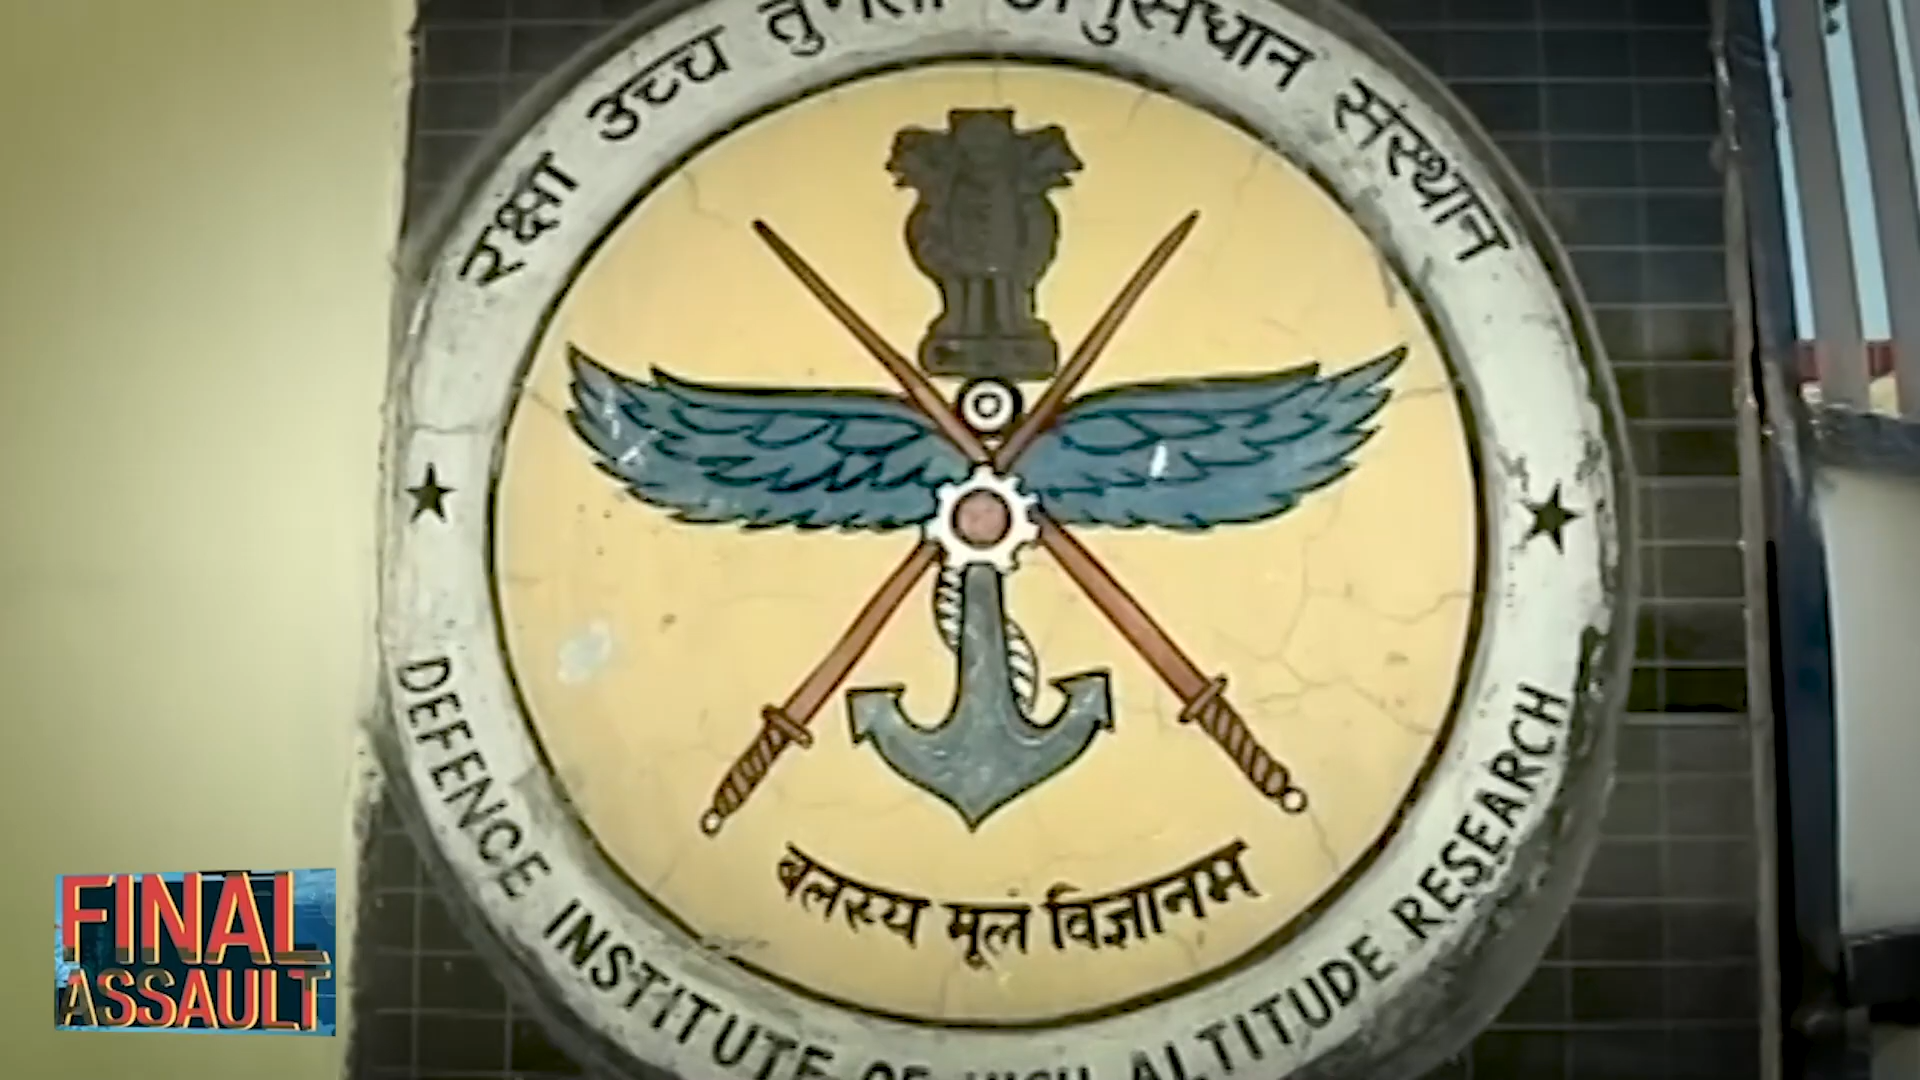 रक्षा उच्च तुंगता अनुसंधान संस्थान
बलस्य मूलं विज्ञानम
DEFENCE INSTITUTE OF HIGH ALTITUDE RESEARCH
FINAL
ASSAULT